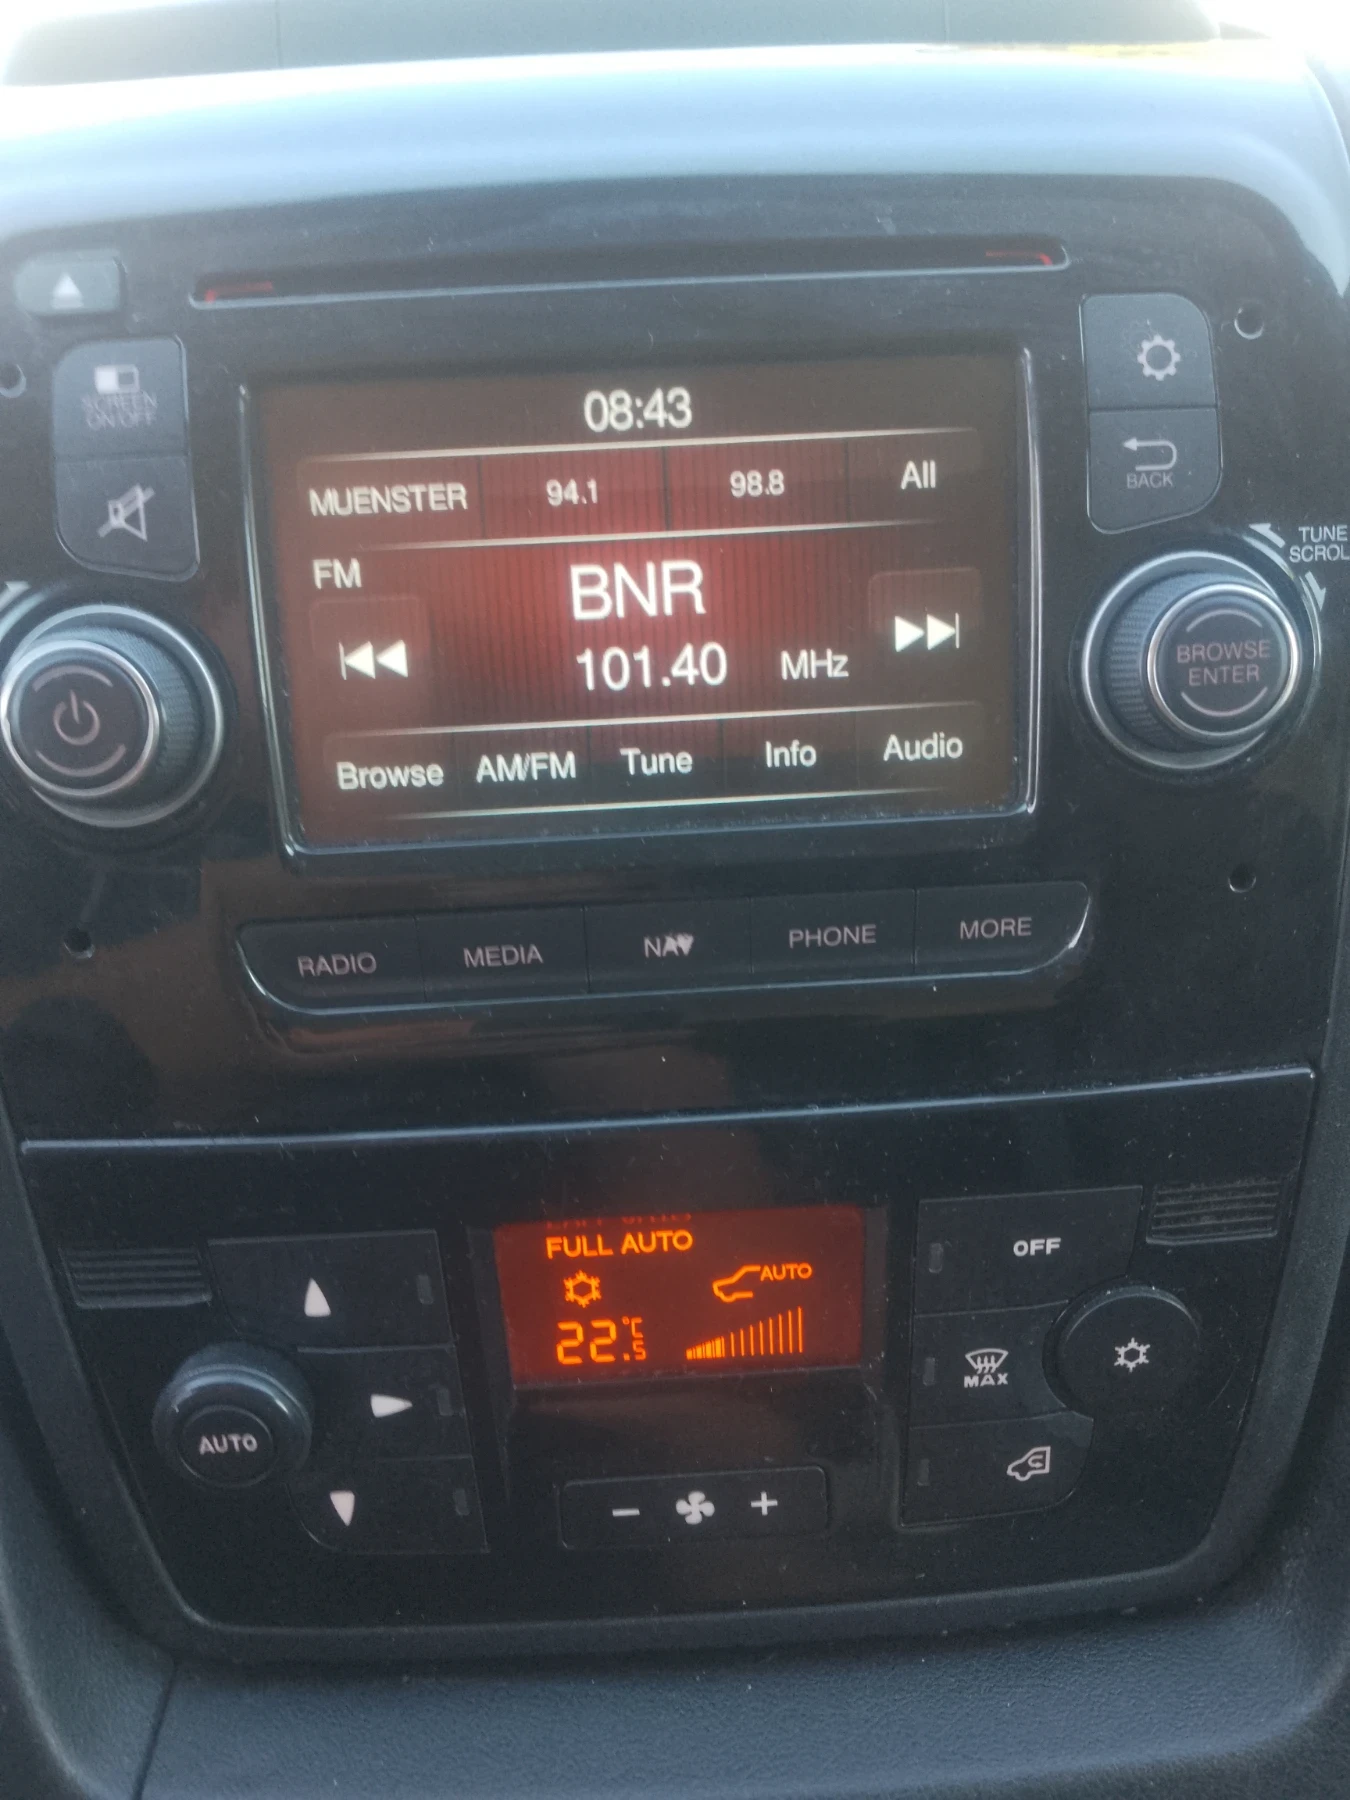 SCREEN
ON/OFF
08:43
MUENSTER 94.1 98.8 All
FM
BNR
101.40 MHz
Browse AM/FM Tune Info Audio
BACK
TUNE
BROWSE
ENTER
RADIO MEDIA NAV PHONE MORE
FULL AUTO
AUTO
22.5 °C
OFF
MAX
AUTO
− +